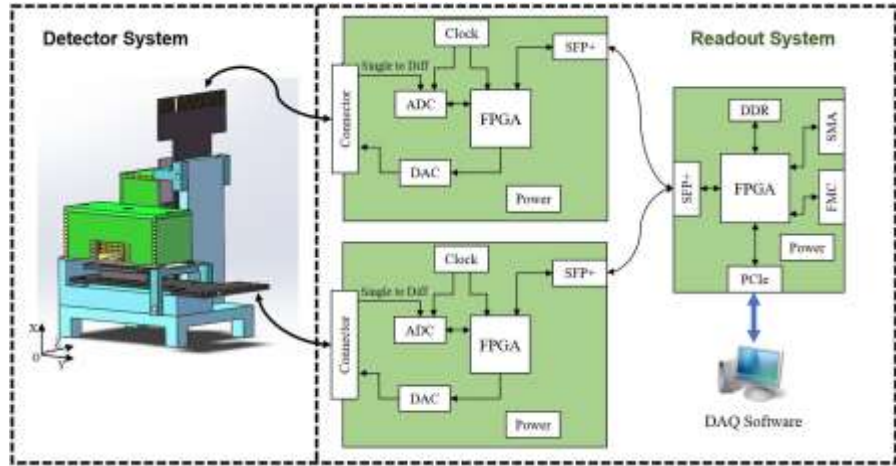 Detector System
Readout System
Clock
SFP+
Single to Diff
Connector
ADC
FPGA
DAC
Power
Clock
SFP+
Single to Diff
Connector
ADC
FPGA
DAC
Power
DDR
SMA
SFP+
FPGA
FMC
Power
PCIe
DAQ Software
X
Z
O
Y